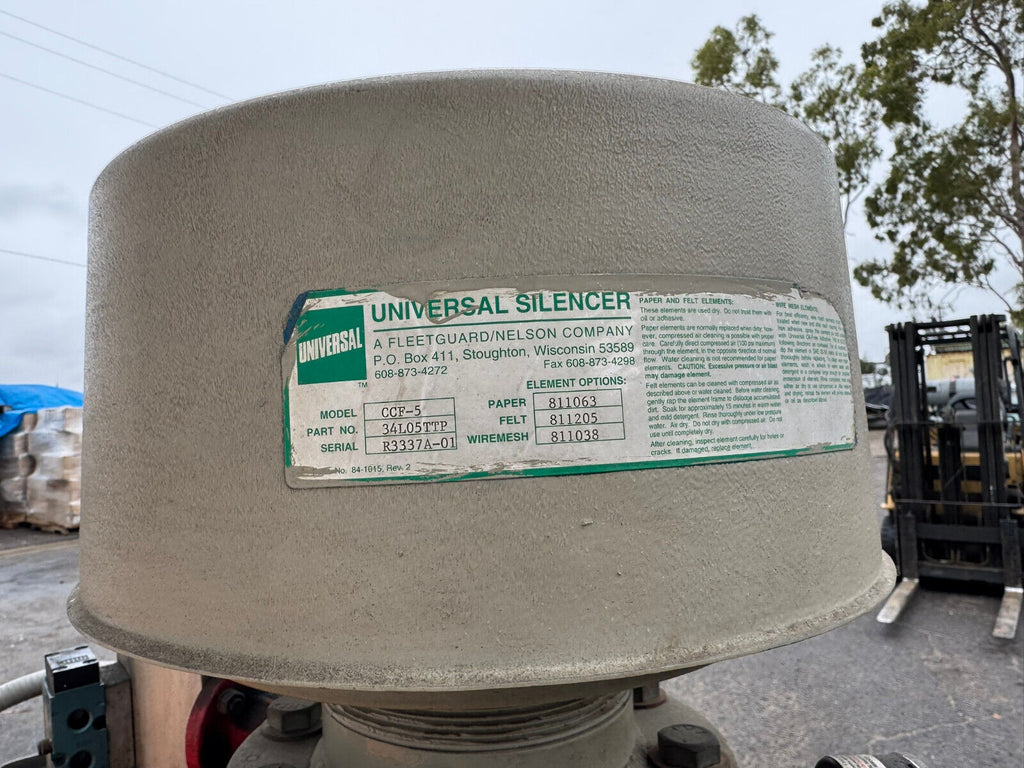 UNIVERSAL
TM
UNIVERSAL SILENCER
A FLEETGUARD/NELSON COMPANY
P.O. Box 411, Stoughton, Wisconsin 53589
608-873-4272 Fax 608-873-4298
MODEL CCF-5
PART NO. 34L05TTP
SERIAL R3337A-01
ELEMENT OPTIONS:
PAPER 811063
FELT 811205
WIREMESH 811038
No. 84-1015, Rev. 2
PAPER AND FELT ELEMENTS:
These elements are used dry. Do not treat them with
oil or adhesive.
Paper elements are normally replaced when dirty; how-
ever, compressed air cleaning is possible with proper
care. Carefully direct compressed air (100 psi maximum)
through the element, in the opposite direction of normal
flow. Water cleaning is not recommended for paper
elements. CAUTION: Excessive pressure or air blast
may damage element.
Felt elements can be cleaned with compressed air as
described above or water cleaned. Before water cleaning,
gently rap the element frame to dislodge accumulated
dirt. Soak for approximately 15 minutes in warm water
and mild detergent. Rinse thoroughly under low pressure
water. Air dry. Do not dry with compressed air. Do not
use until completely dry.
After cleaning, inspect element carefully for holes or
cracks. If damaged, replace element.
WIRE MESH ELEMENTS: